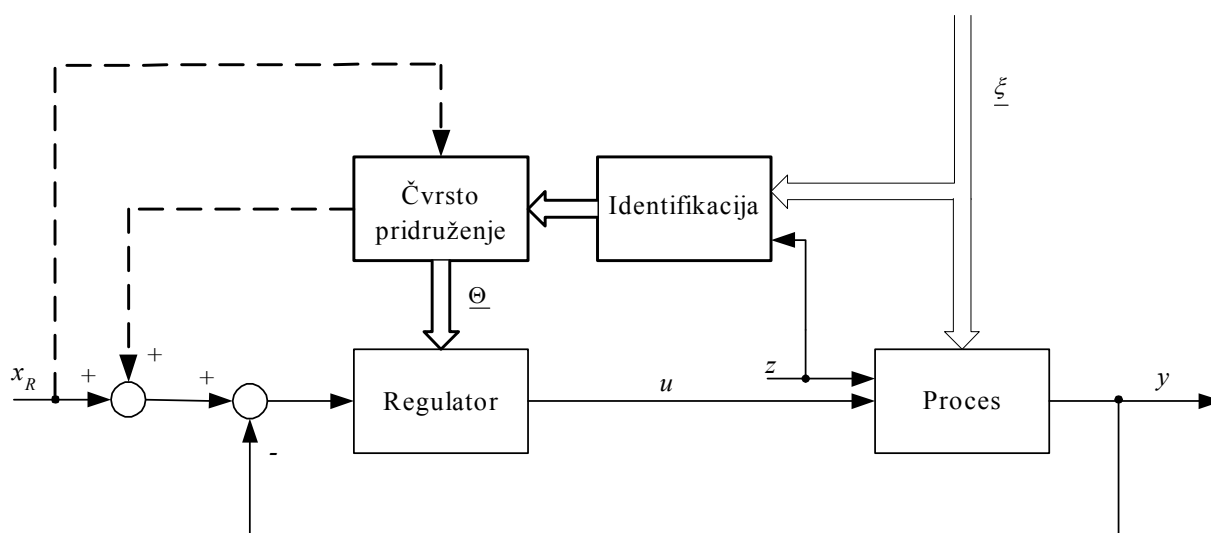 ξ
Čvrsto
pridruženje
Identifikacija
Θ
x_R
+
+
+
-
Regulator
u
z
Proces
y